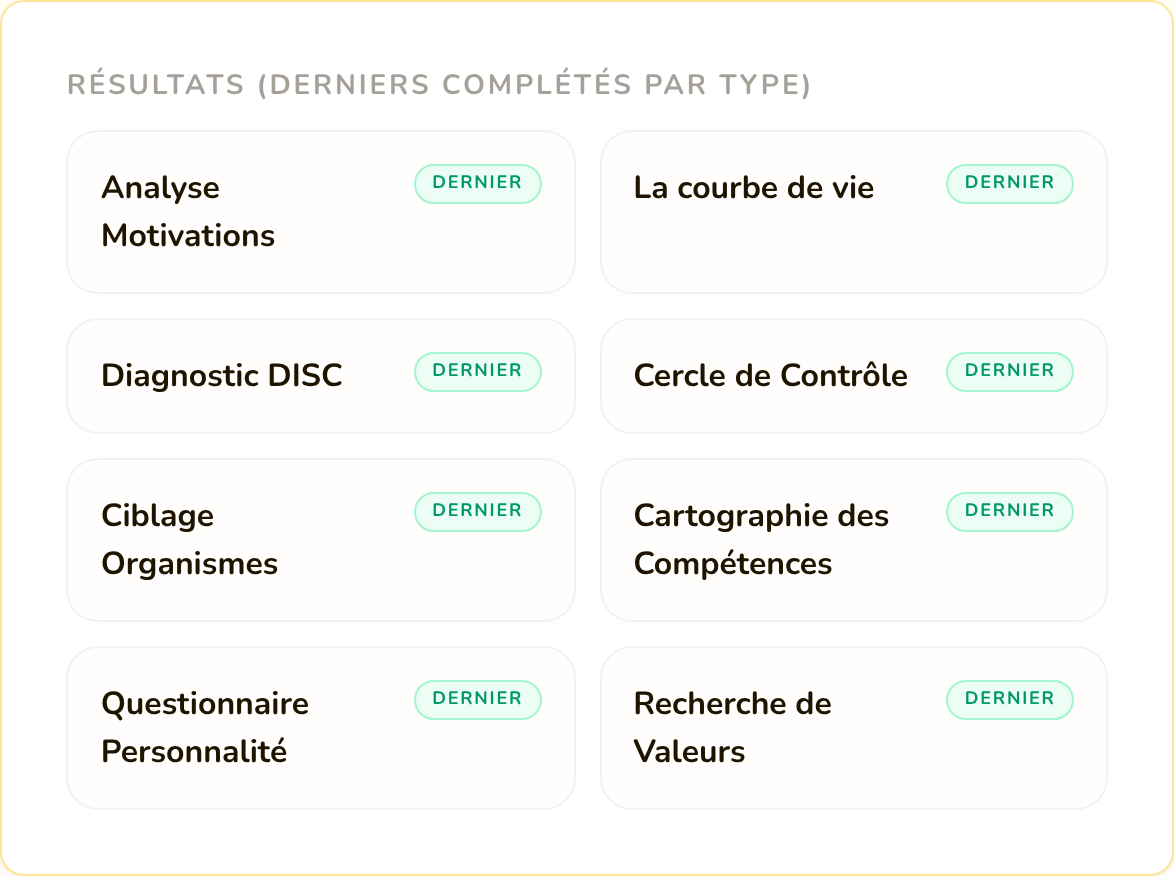 RÉSULTATS (DERNIERS COMPLÉTÉS PAR TYPE)
Analyse
Motivations
DERNIER
La courbe de vie
DERNIER
Diagnostic DISC
DERNIER
Cercle de Contrôle
DERNIER
Ciblage
Organismes
DERNIER
Cartographie des
Compétences
DERNIER
Questionnaire
Personnalité
DERNIER
Recherche de
Valeurs
DERNIER